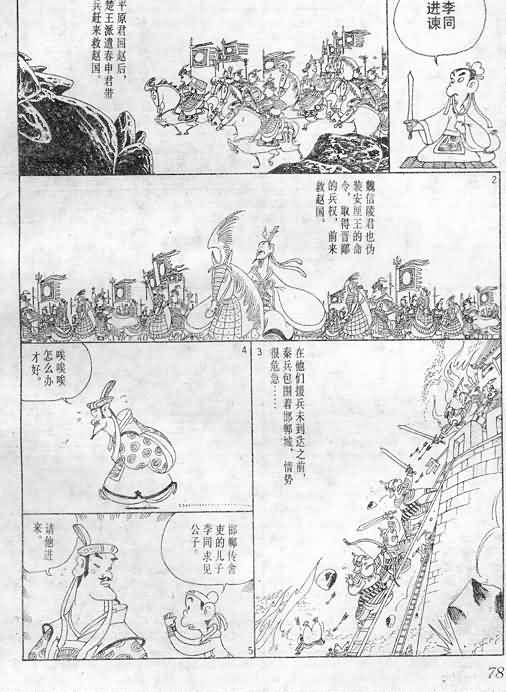 李同
进谏
平原君回赵后,
楚王派遣春申君带
兵赶来救赵国。
2
魏信陵君也伪
装安厘王的命
令,取得晋鄙
的兵权,前来
救赵国。
3
在他们援兵未到达之前,
秦兵包围着邯郸城,情势
很危急……
4
唉唉唉
怎么办
才好。
5
邯郸传舍
吏的儿子
李同求见
公子。
请他进
来。
78